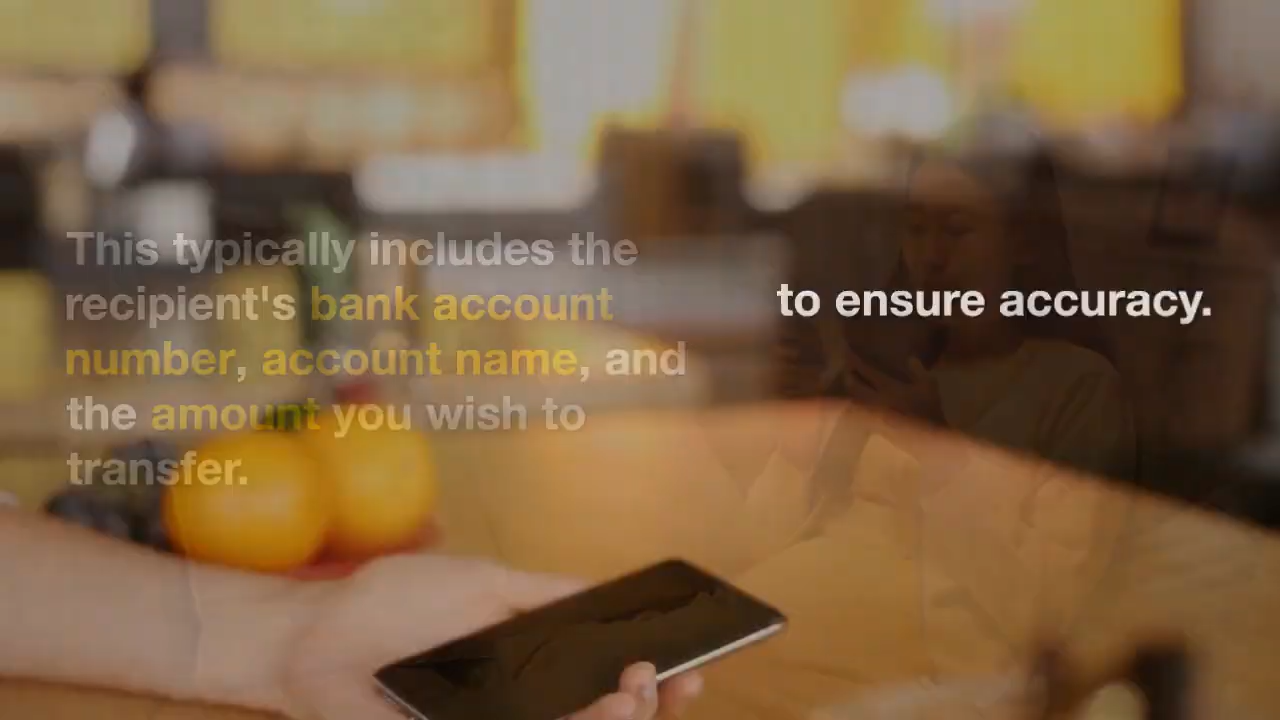 This typically includes the
recipient's bank account
number, account name, and
the amount you wish to
transfer.
to ensure accuracy.